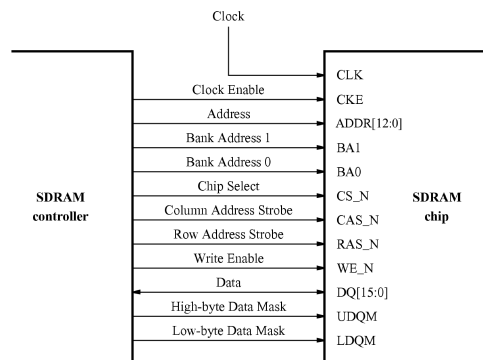 Clock
CLK
Clock Enable
CKE
Address
ADDR[12:0]
Bank Address 1
BA1
Bank Address 0
BA0
Chip Select
CS_N
SDRAM
controller
SDRAM
chip
Column Address Strobe
CAS_N
Row Address Strobe
RAS_N
Write Enable
WE_N
Data
DQ[15:0]
High-byte Data Mask
UDQM
Low-byte Data Mask
LDQM